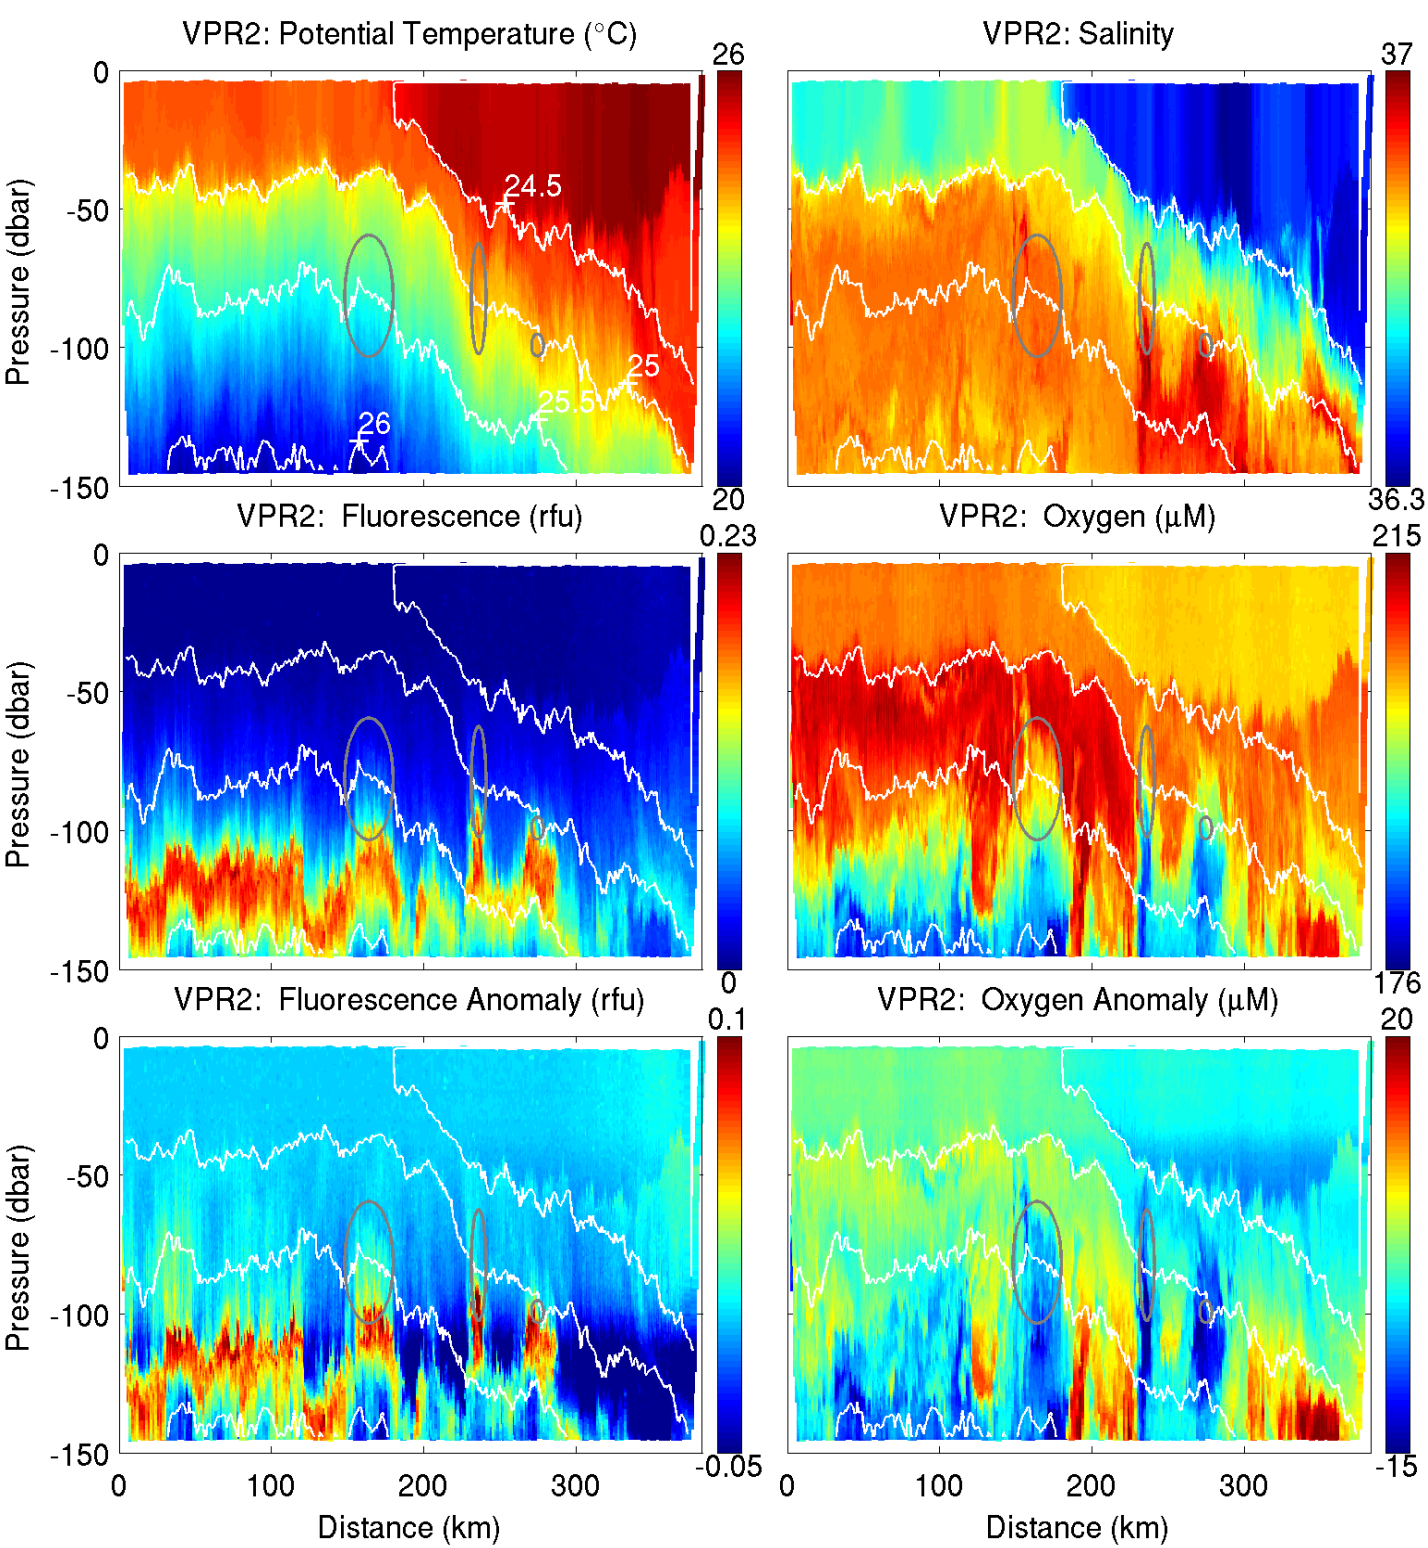 VPR2: Potential Temperature (°C)
26
0
-50
-100
-150
Pressure (dbar)
24.5
25
25.5
26
20
VPR2: Salinity
37
36.3
VPR2: Fluorescence (rfu)
0.23
0
-50
-100
-150
Pressure (dbar)
0
VPR2: Oxygen (μM)
215
176
VPR2: Fluorescence Anomaly (rfu)
0.1
0
-50
-100
-150
Pressure (dbar)
-0.05
0 100 200 300
Distance (km)
VPR2: Oxygen Anomaly (μM)
20
-15
0 100 200 300
Distance (km)